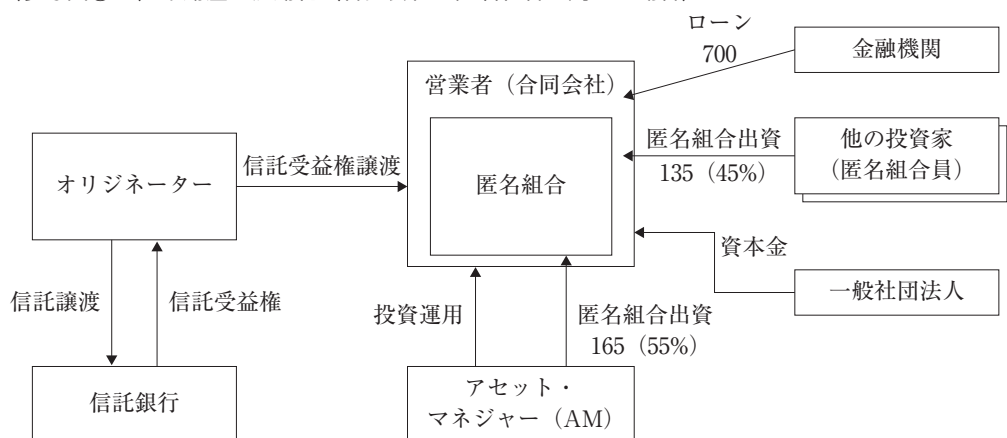 ローン
700
金融機関
営業者（合同会社）
匿名組合
オリジネーター
信託受益権譲渡
匿名組合出資
135（45%）
他の投資家
（匿名組合員）
資本金
一般社団法人
信託譲渡
信託受益権
投資運用
匿名組合出資
165（55%）
信託銀行
アセット・
マネジャー（AM）